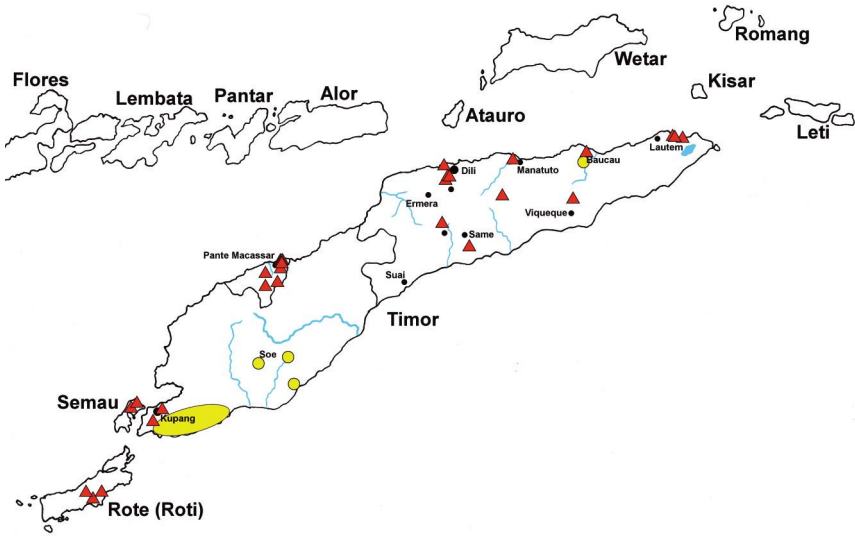 Romang
Wetar
Flores
Kisar
Lembata
Pantar
Alor
Atauro
Leti
Lautem
Baucau
Dili
Manatuto
Ermera
Viqueque
Same
Pante Macassar
Suai
Timor
Soe
Semau
Kupang
Rote (Roti)